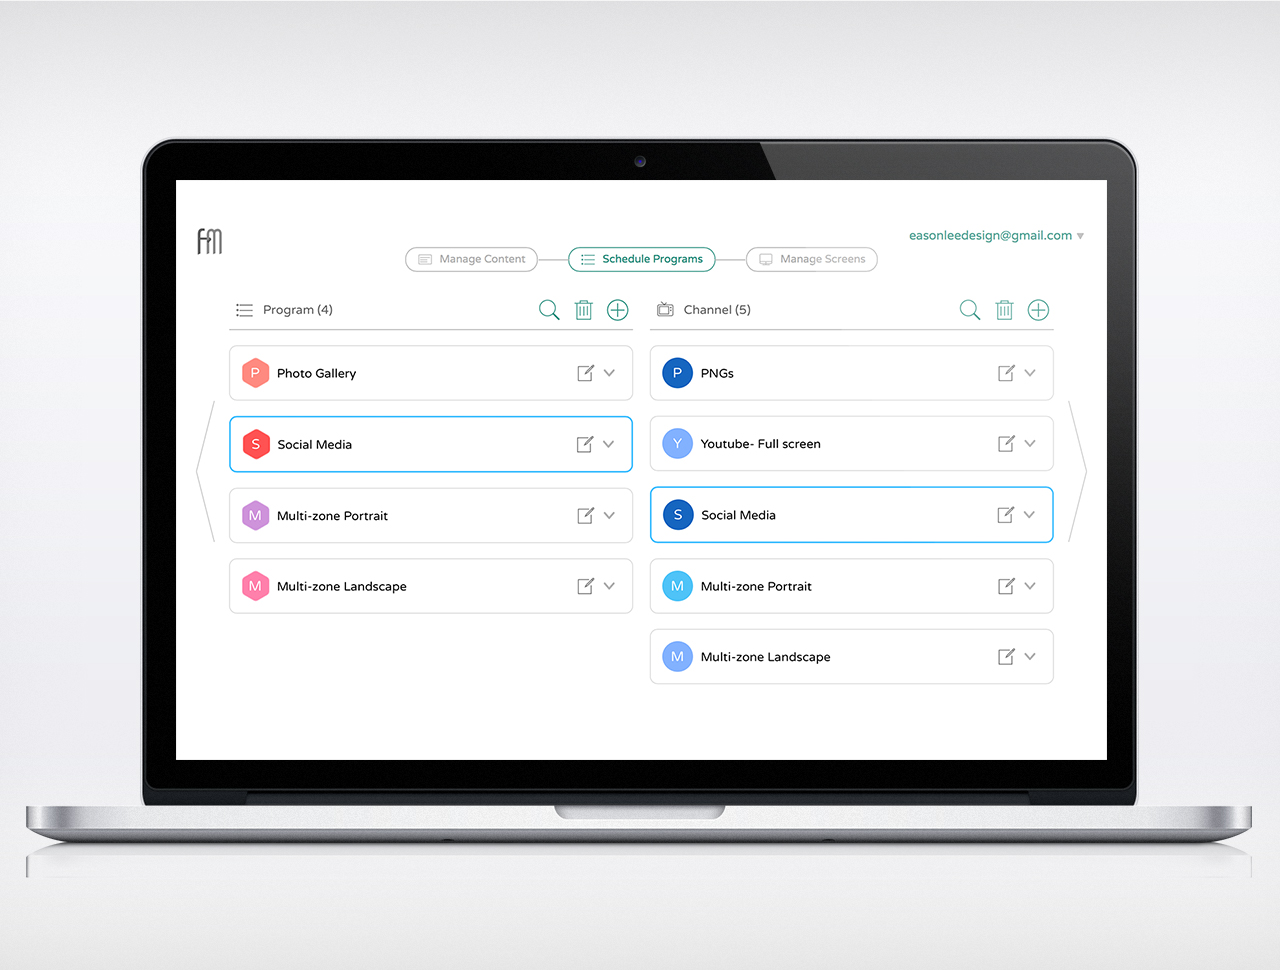 ffM
easonleedesign@gmail.com
Manage Content
Schedule Programs
Manage Screens
Program (4)
Channel (5)
P Photo Gallery
S Social Media
M Multi-zone Portrait
M Multi-zone Landscape
P PNGs
Y Youtube- Full screen
S Social Media
M Multi-zone Portrait
M Multi-zone Landscape